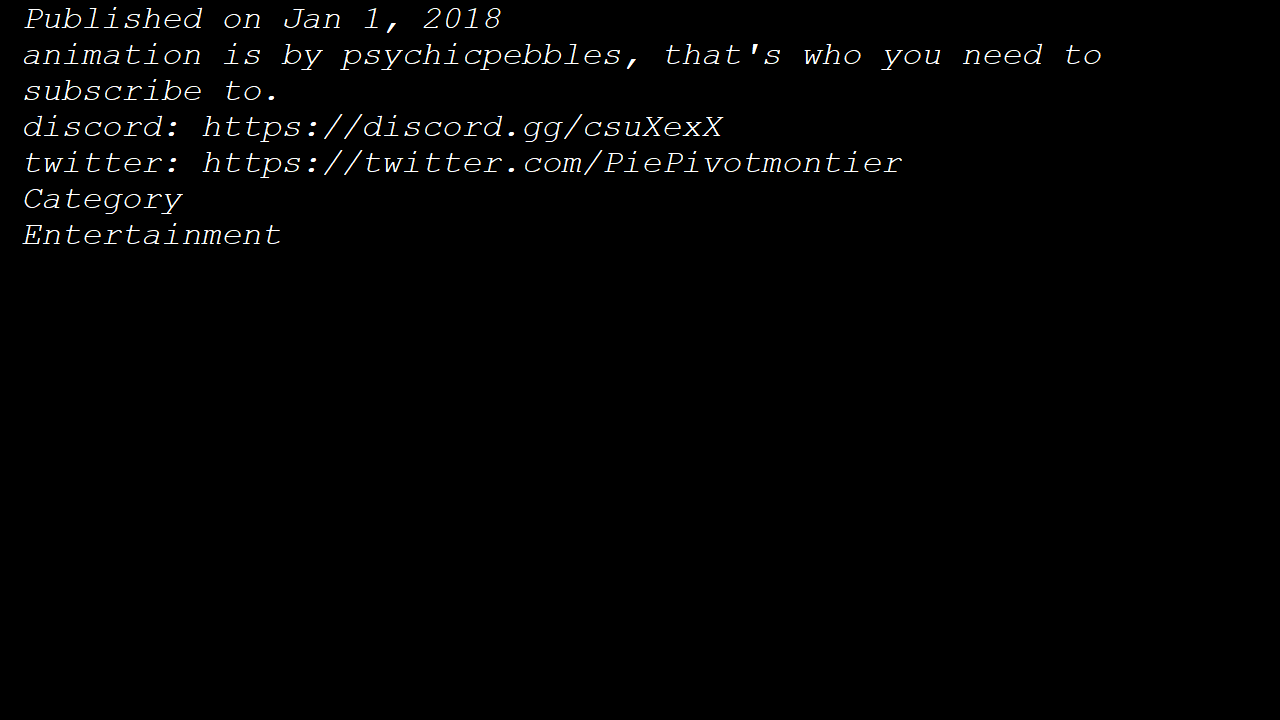 Published on Jan 1, 2018
animation is by psychicpebbles, that's who you need to
subscribe to.
discord: https://discord.gg/csuXexX
twitter: https://twitter.com/PiePivotmontier
Category
Entertainment